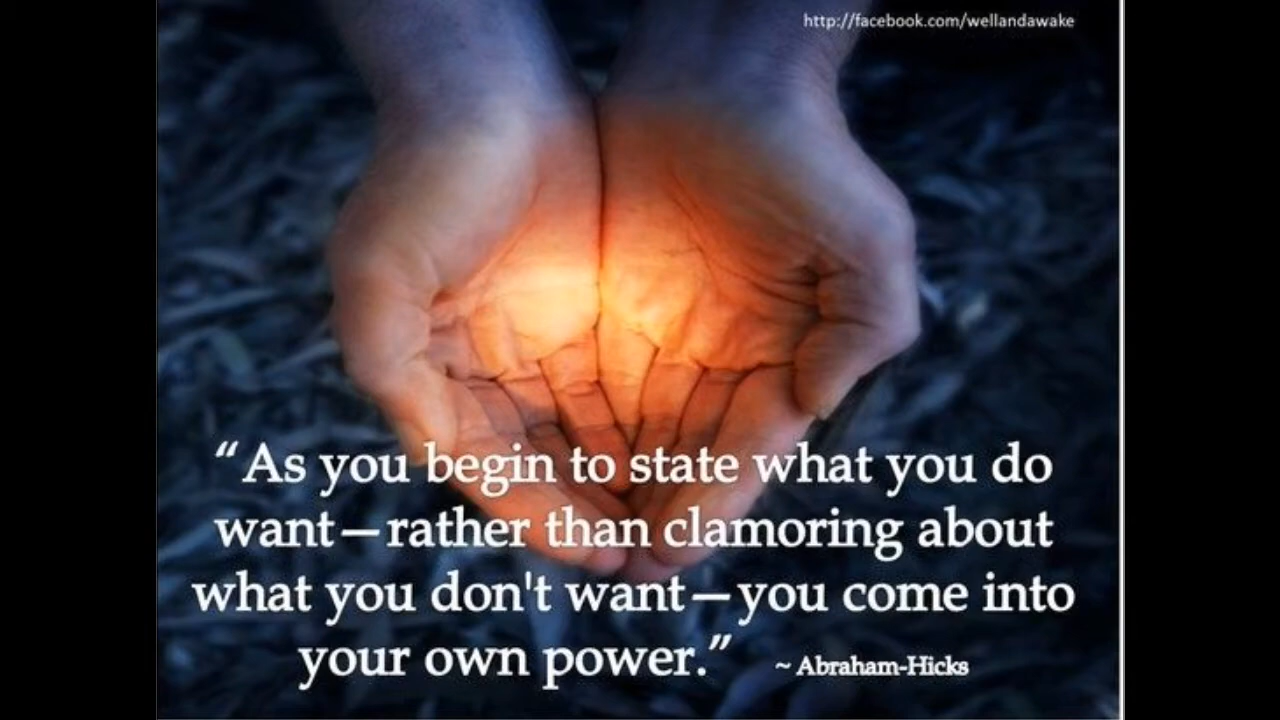 http://facebook.com/wellandawake
“As you begin to state what you do
want—rather than clamoring about
what you don't want—you come into
your own power.” ~ Abraham-Hicks